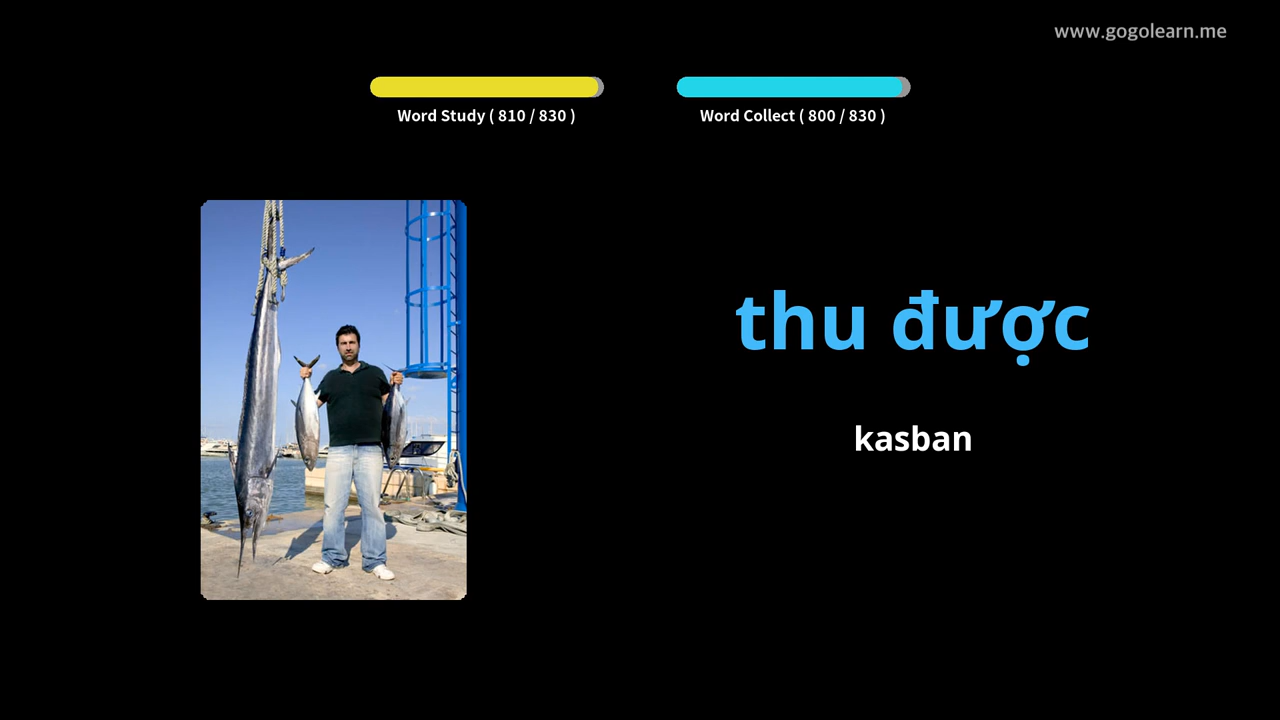 www.gogolearn.me
Word Study ( 810 / 830 )
Word Collect ( 800 / 830 )
thu được
kasban